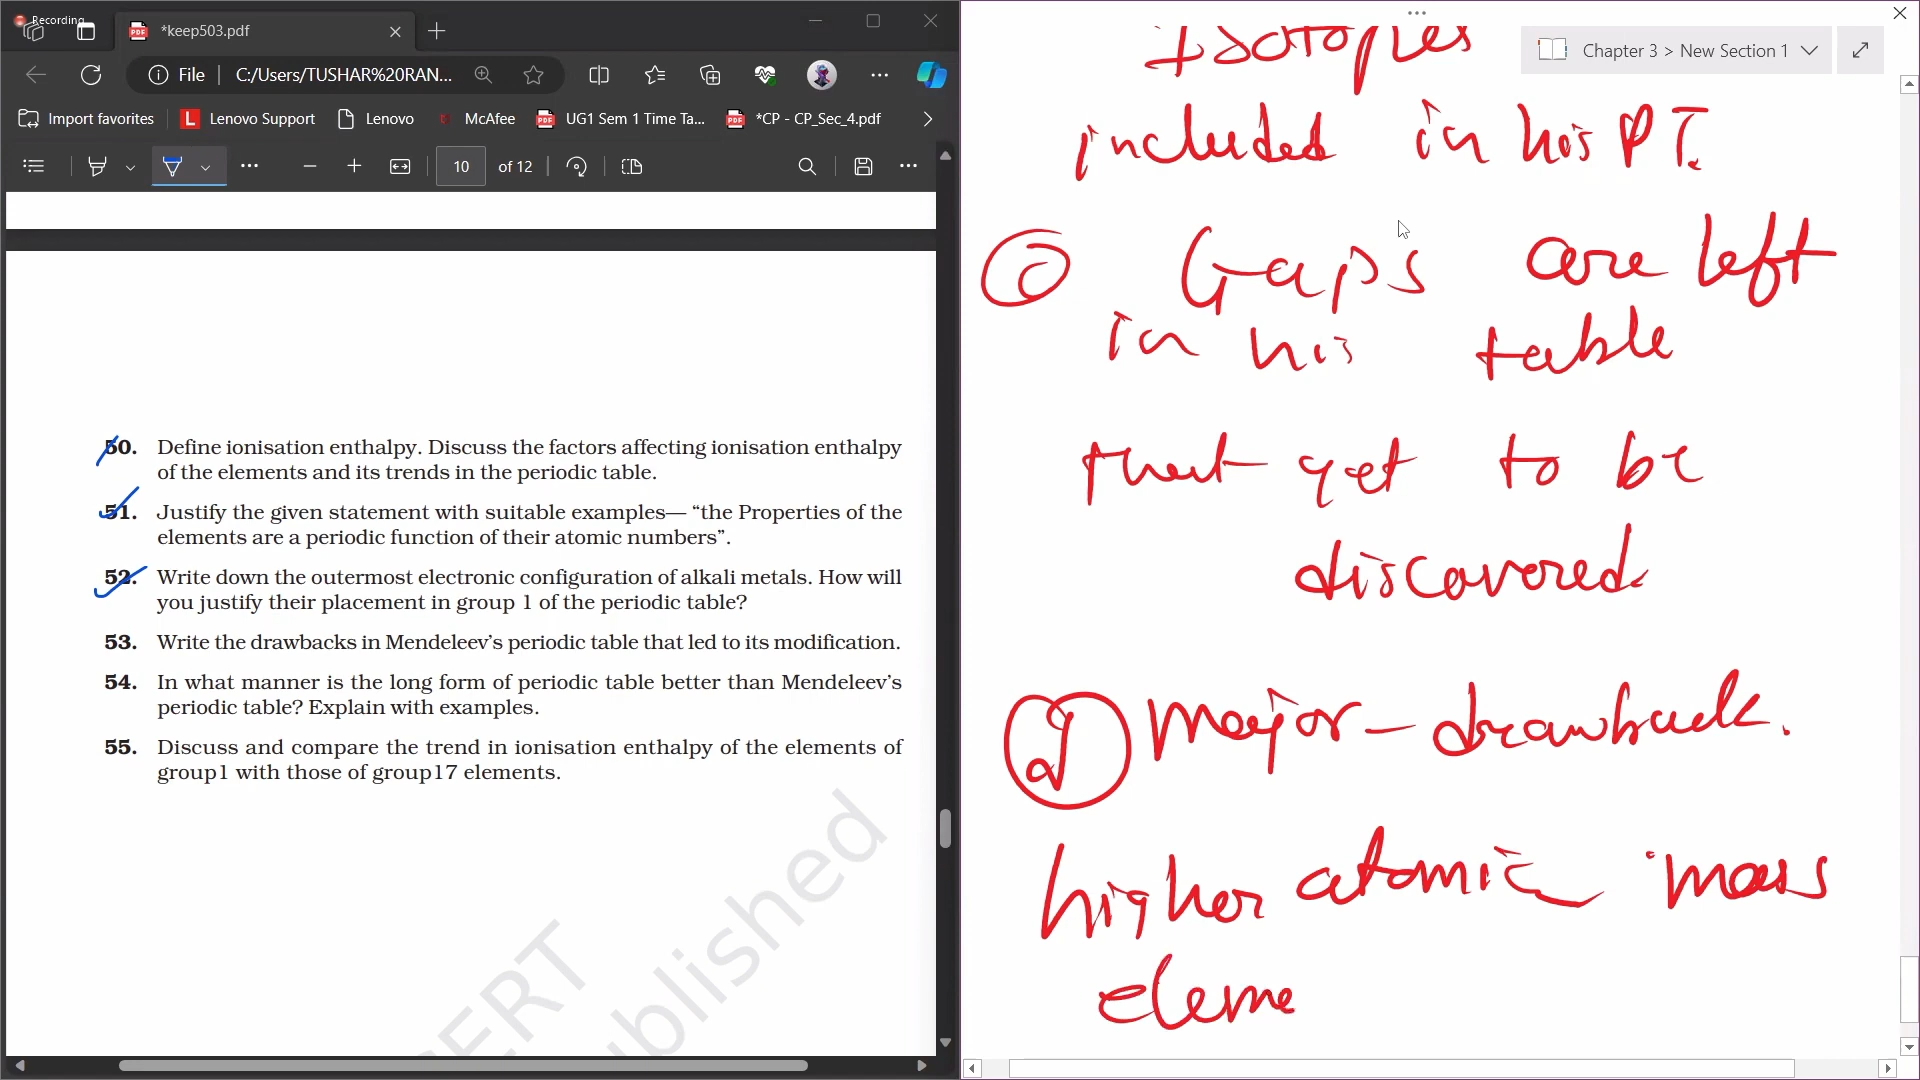 Recording
*keep503.pdf
File
C:/Users/TUSHAR%20RAN...
Import favorites
Lenovo Support
Lenovo
McAfee
UG1 Sem 1 Time Ta...
*CP - CP_Sec_4.pdf
10 of 12
50. Define ionisation enthalpy. Discuss the factors affecting ionisation enthalpy
of the elements and its trends in the periodic table.
51. Justify the given statement with suitable examples— “the Properties of the
elements are a periodic function of their atomic numbers”.
52. Write down the outermost electronic configuration of alkali metals. How will
you justify their placement in group 1 of the periodic table?
53. Write the drawbacks in Mendeleev’s periodic table that led to its modification.
54. In what manner is the long form of periodic table better than Mendeleev’s
periodic table? Explain with examples.
55. Discuss and compare the trend in ionisation enthalpy of the elements of
group1 with those of group17 elements.
ERT
ublished
Chapter 3 > New Section 1
Isotopes
included in his P T.
c Gaps are left
in his table
that yet to be
discovered
d Major - drawback.
higher atomic mass
eleme